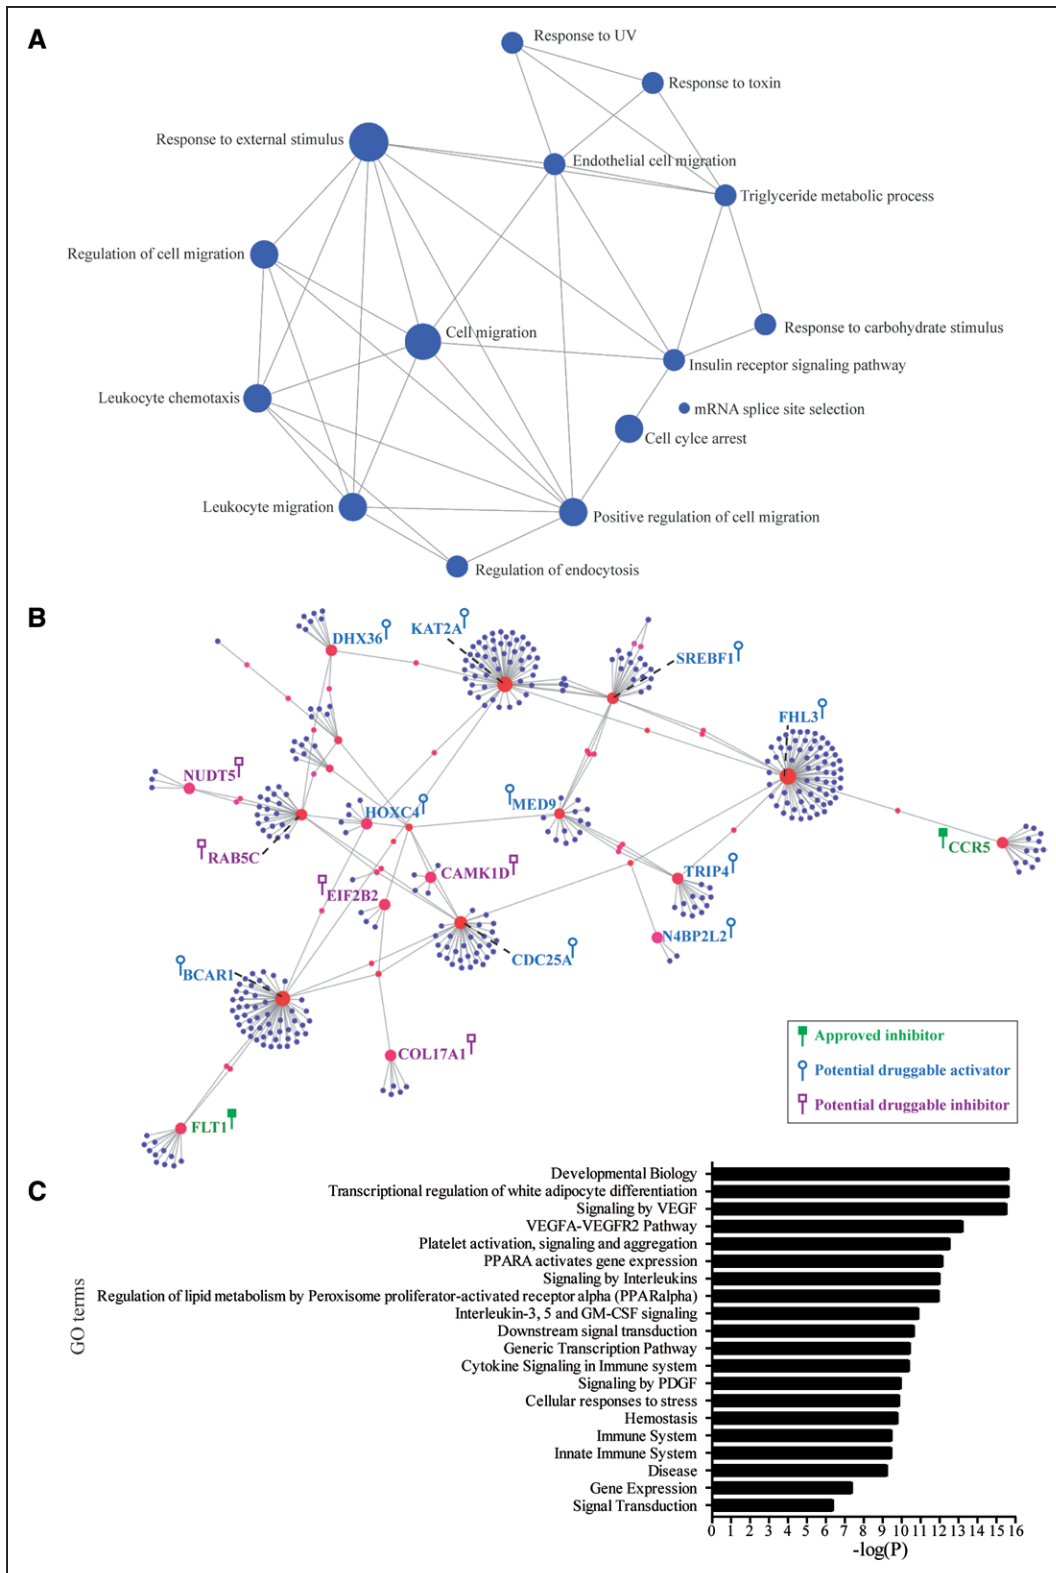 A
Response to UV
Response to toxin
Response to external stimulus
Endothelial cell migration
Triglyceride metabolic process
Regulation of cell migration
Cell migration
Response to carbohydrate stimulus
Insulin receptor signaling pathway
Leukocyte chemotaxis
mRNA splice site selection
Cell cylce arrest
Leukocyte migration
Positive regulation of cell migration
Regulation of endocytosis
B
DHX36
KAT2A
SREBF1
FHL3
NUDT5
HOXC4
MED9
CCR5
RAB5C
CAMK1D
TRIP4
EIF2B2
N4BP2L2
CDC25A
BCAR1
COL17A1
FLT1
Approved inhibitor
Potential druggable activator
Potential druggable inhibitor
C
GO terms
Developmental Biology
Transcriptional regulation of white adipocyte differentiation
Signaling by VEGF
VEGFA-VEGFR2 Pathway
Platelet activation, signaling and aggregation
PPARA activates gene expression
Signaling by Interleukins
Regulation of lipid metabolism by Peroxisome proliferator-activated receptor alpha (PPARalpha)
Interleukin-3, 5 and GM-CSF signaling
Downstream signal transduction
Generic Transcription Pathway
Cytokine Signaling in Immune system
Signaling by PDGF
Cellular responses to stress
Hemostasis
Immune System
Innate Immune System
Disease
Gene Expression
Signal Transduction
0 1 2 3 4 5 6 7 8 9 10 11 12 13 14 15 16
-log(P)